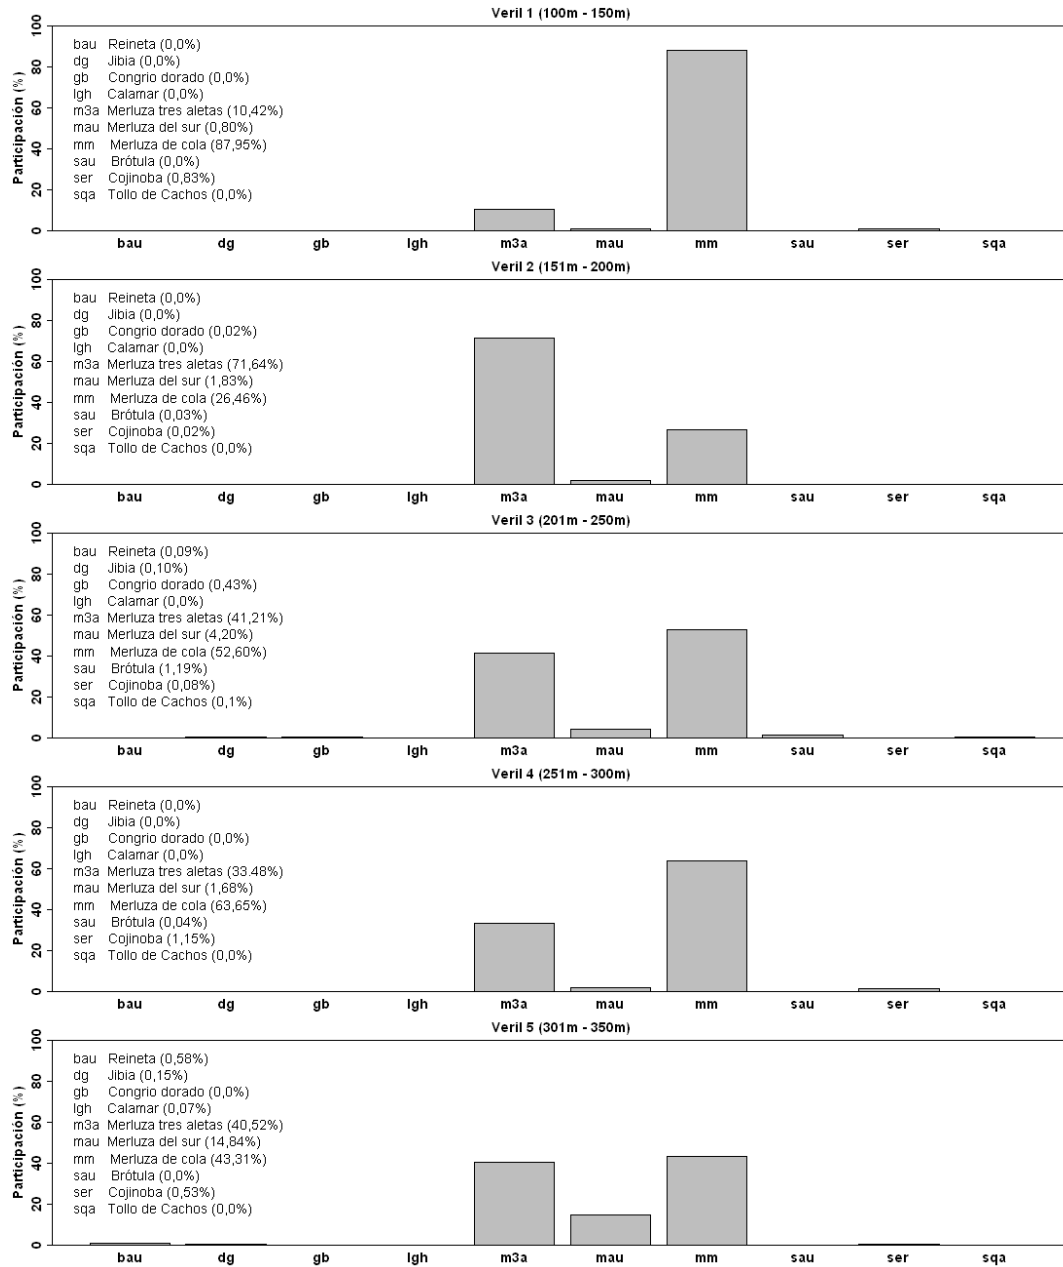 Veril 1 (100m - 150m)
Participación (%)
100
80
60
40
20
0
bau Reineta (0,0%)
dg Jibia (0,0%)
gb Congrio dorado (0,0%)
lgh Calamar (0,0%)
m3a Merluza tres aletas (10,42%)
mau Merluza del sur (0,80%)
mm Merluza de cola (87,95%)
sau Brótula (0,0%)
ser Cojinoba (0,83%)
sqa Tollo de Cachos (0,0%)
bau dg gb lgh m3a mau mm sau ser sqa
Veril 2 (151m - 200m)
Participación (%)
100
80
60
40
20
0
bau Reineta (0,0%)
dg Jibia (0,0%)
gb Congrio dorado (0,02%)
lgh Calamar (0,0%)
m3a Merluza tres aletas (71,64%)
mau Merluza del sur (1,83%)
mm Merluza de cola (26,46%)
sau Brótula (0,03%)
ser Cojinoba (0,02%)
sqa Tollo de Cachos (0,0%)
bau dg gb lgh m3a mau mm sau ser sqa
Veril 3 (201m - 250m)
Participación (%)
100
80
60
40
20
0
bau Reineta (0,09%)
dg Jibia (0,10%)
gb Congrio dorado (0,43%)
lgh Calamar (0,0%)
m3a Merluza tres aletas (41,21%)
mau Merluza del sur (4,20%)
mm Merluza de cola (52,60%)
sau Brótula (1,19%)
ser Cojinoba (0,08%)
sqa Tollo de Cachos (0,1%)
bau dg gb lgh m3a mau mm sau ser sqa
Veril 4 (251m - 300m)
Participación (%)
100
80
60
40
20
0
bau Reineta (0,0%)
dg Jibia (0,0%)
gb Congrio dorado (0,0%)
lgh Calamar (0,0%)
m3a Merluza tres aletas (33.48%)
mau Merluza del sur (1,68%)
mm Merluza de cola (63,65%)
sau Brótula (0,04%)
ser Cojinoba (1,15%)
sqa Tollo de Cachos (0,0%)
bau dg gb lgh m3a mau mm sau ser sqa
Veril 5 (301m - 350m)
Participación (%)
100
80
60
40
20
0
bau Reineta (0,58%)
dg Jibia (0,15%)
gb Congrio dorado (0,0%)
lgh Calamar (0,07%)
m3a Merluza tres aletas (40,52%)
mau Merluza del sur (14,84%)
mm Merluza de cola (43,31%)
sau Brótula (0,0%)
ser Cojinoba (0,53%)
sqa Tollo de Cachos (0,0%)
bau dg gb lgh m3a mau mm sau ser sqa